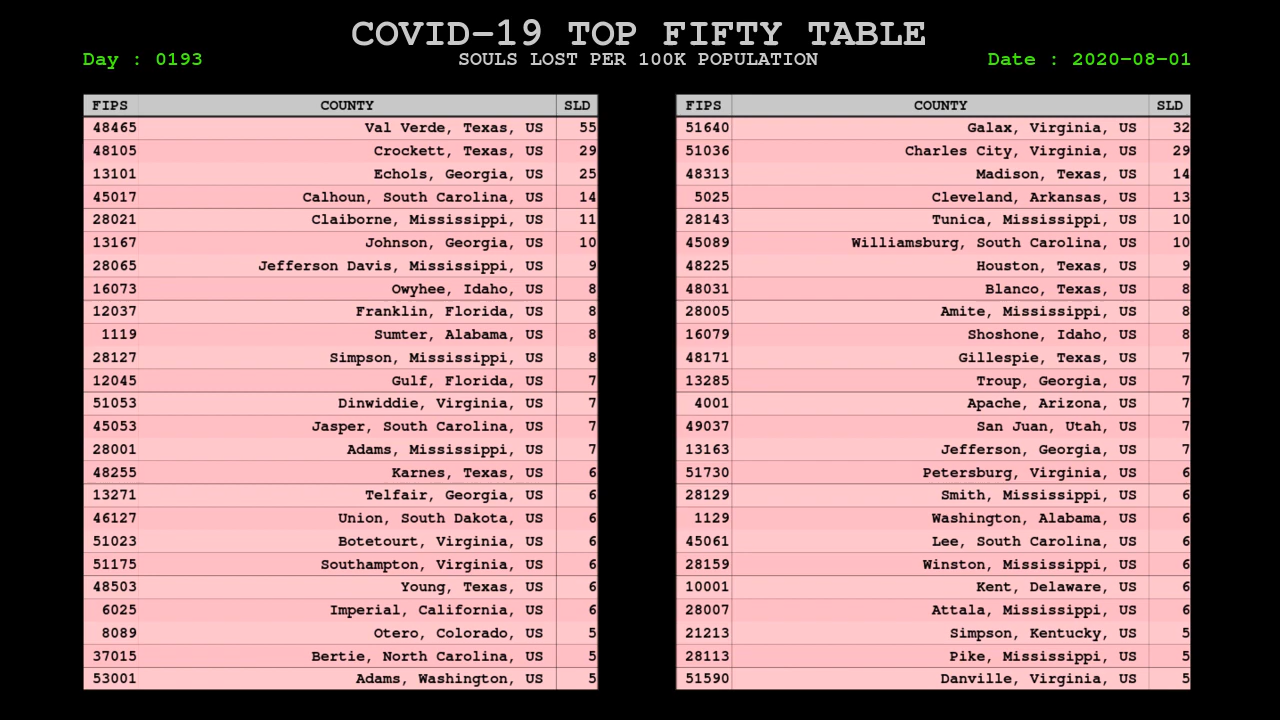 COVID-19 TOP FIFTY TABLE
Day : 0193 SOULS LOST PER 100K POPULATION Date : 2020-08-01
FIPS COUNTY SLD
48465 Val Verde, Texas, US 55
48105 Crockett, Texas, US 29
13101 Echols, Georgia, US 25
45017 Calhoun, South Carolina, US 14
28021 Claiborne, Mississippi, US 11
13167 Johnson, Georgia, US 10
28065 Jefferson Davis, Mississippi, US 9
16073 Owyhee, Idaho, US 8
12037 Franklin, Florida, US 8
1119 Sumter, Alabama, US 8
28127 Simpson, Mississippi, US 8
12045 Gulf, Florida, US 7
51053 Dinwiddie, Virginia, US 7
45053 Jasper, South Carolina, US 7
28001 Adams, Mississippi, US 7
48255 Karnes, Texas, US 6
13271 Telfair, Georgia, US 6
46127 Union, South Dakota, US 6
51023 Botetourt, Virginia, US 6
51175 Southampton, Virginia, US 6
48503 Young, Texas, US 6
6025 Imperial, California, US 6
8089 Otero, Colorado, US 5
37015 Bertie, North Carolina, US 5
53001 Adams, Washington, US 5
FIPS COUNTY SLD
51640 Galax, Virginia, US 32
51036 Charles City, Virginia, US 29
48313 Madison, Texas, US 14
5025 Cleveland, Arkansas, US 13
28143 Tunica, Mississippi, US 10
45089 Williamsburg, South Carolina, US 10
48225 Houston, Texas, US 9
48031 Blanco, Texas, US 8
28005 Amite, Mississippi, US 8
16079 Shoshone, Idaho, US 8
48171 Gillespie, Texas, US 7
13285 Troup, Georgia, US 7
4001 Apache, Arizona, US 7
49037 San Juan, Utah, US 7
13163 Jefferson, Georgia, US 7
51730 Petersburg, Virginia, US 6
28129 Smith, Mississippi, US 6
1129 Washington, Alabama, US 6
45061 Lee, South Carolina, US 6
28159 Winston, Mississippi, US 6
10001 Kent, Delaware, US 6
28007 Attala, Mississippi, US 6
21213 Simpson, Kentucky, US 5
28113 Pike, Mississippi, US 5
51590 Danville, Virginia, US 5